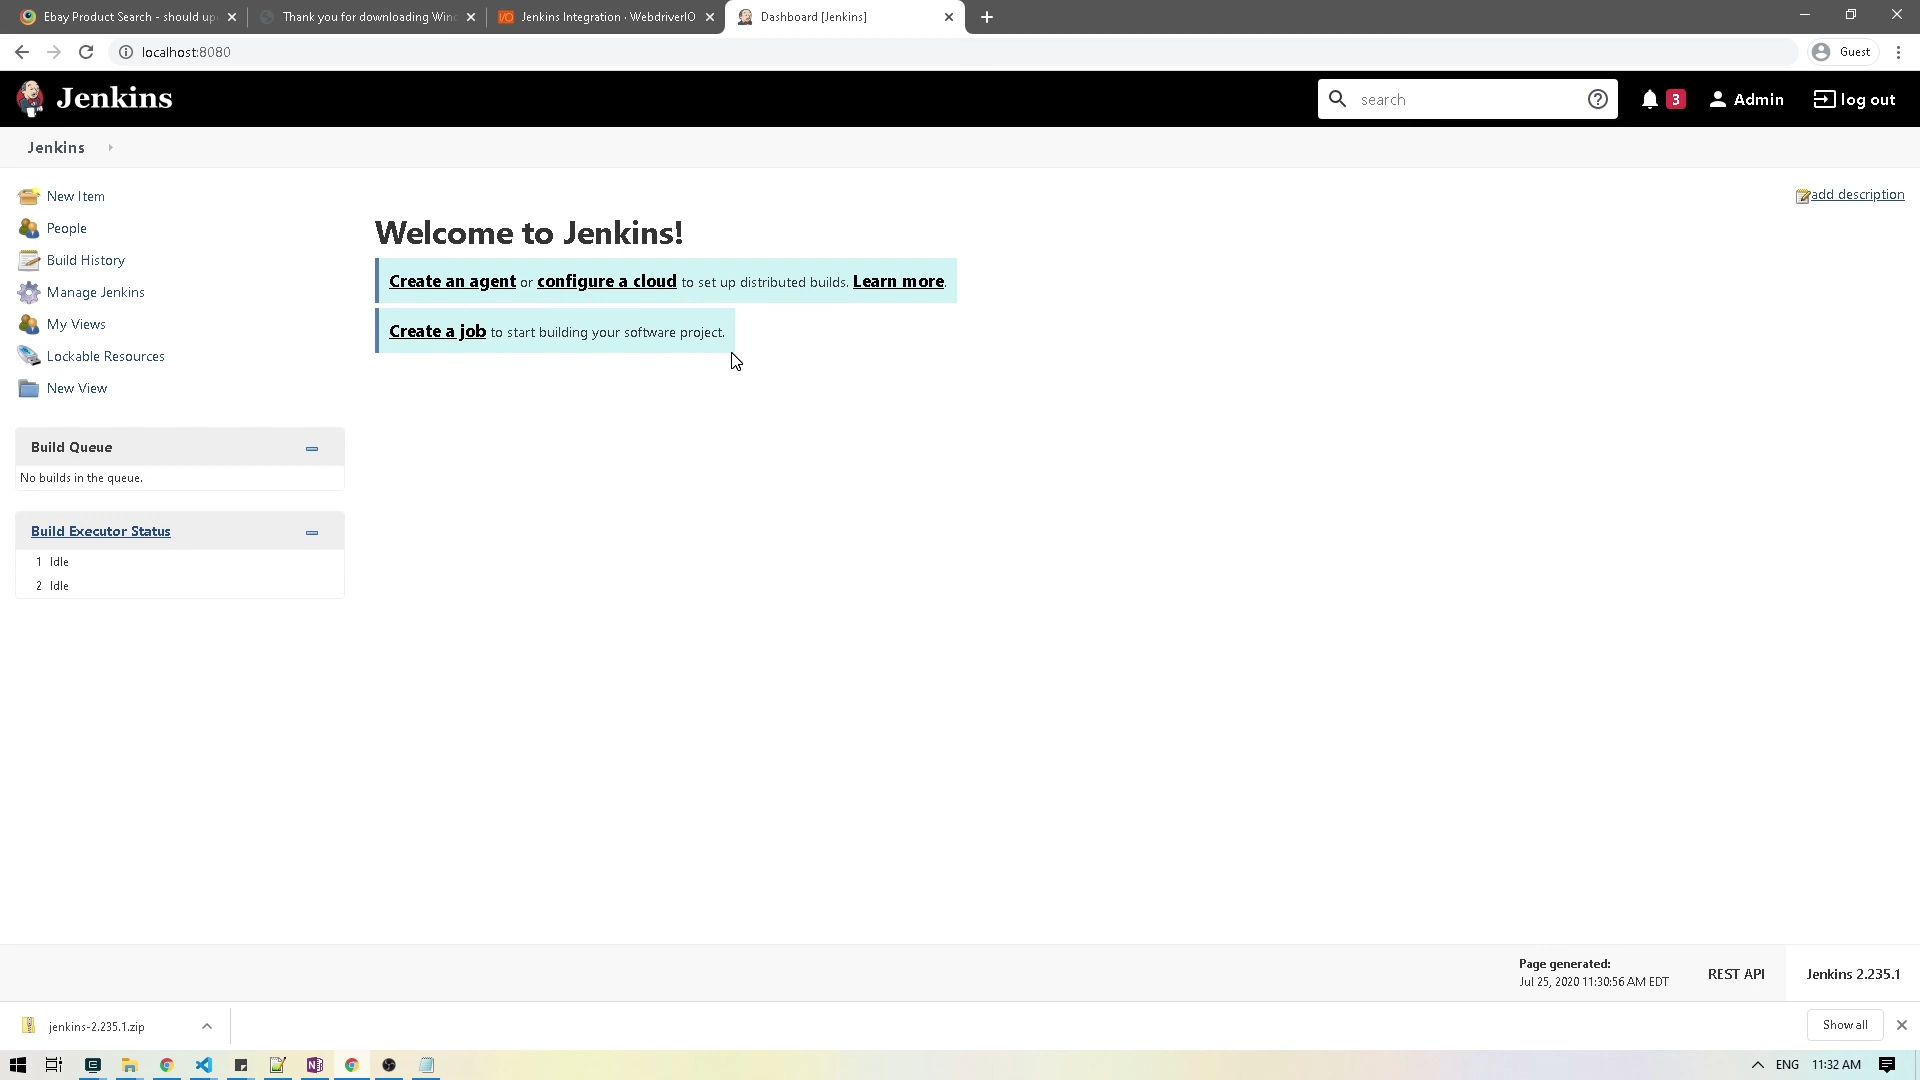 Ebay Product Search - should up
Thank you for downloading Wind
Jenkins Integration · WebdriverIO
Dashboard [Jenkins]
localhost:8080
Guest
Jenkins
search
3
Admin
log out
Jenkins
New Item
People
Build History
Manage Jenkins
My Views
Lockable Resources
New View
add description
Welcome to Jenkins!
Create an agent or configure a cloud to set up distributed builds. Learn more.
Create a job to start building your software project.
Build Queue
No builds in the queue.
Build Executor Status
1 Idle
2 Idle
Page generated:
Jul 25, 2020 11:30:56 AM EDT
REST API
Jenkins 2.235.1
jenkins-2.235.1.zip
Show all
ENG
11:32 AM